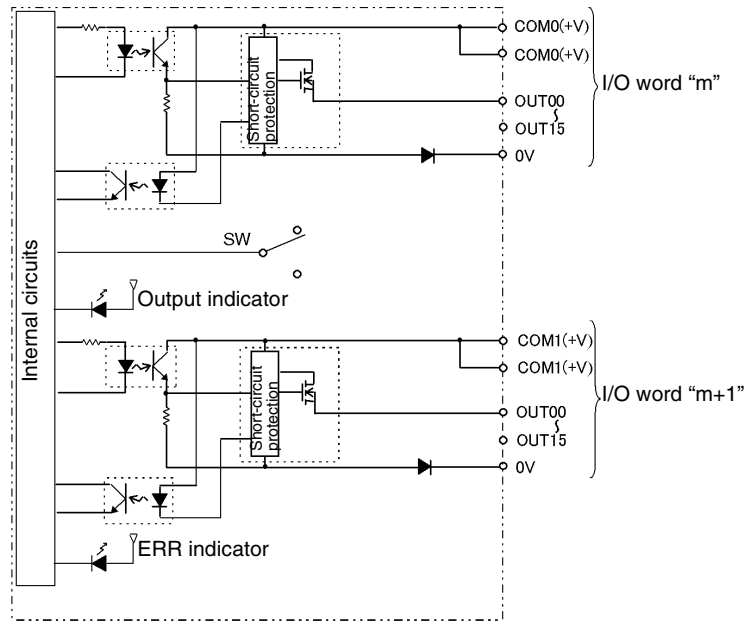 COM0(+V)
COM0(+V)
I/O word “m”
OUT00
OUT15
0V
Short-circuit
protection
SW
Internal circuits
Output indicator
COM1(+V)
COM1(+V)
I/O word “m+1”
OUT00
OUT15
0V
Short-circuit
protection
ERR indicator